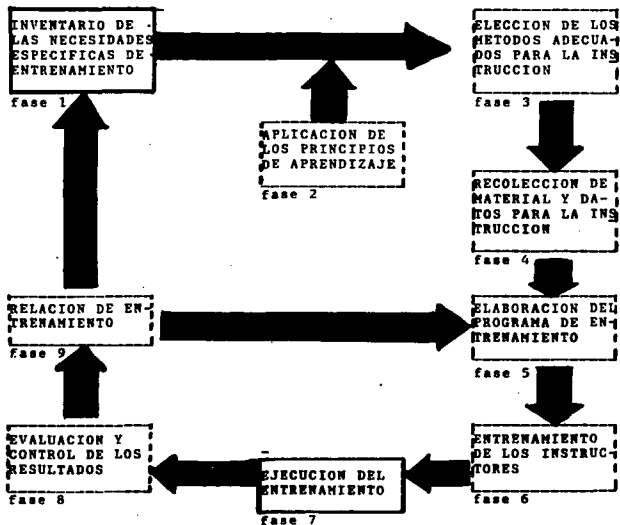 INVENTARIO DE
LAS NECESIDADES
ESPECIFICAS DE
ENTRENAMIENTO
fase 1
ELECCION DE LOS
METODOS ADECUA-
DOS PARA LA INS
TRUCCION
fase 3
APLICACION DE
LOS PRINCIPIOS
DE APRENDIZAJE
fase 2
RECOLECCION DE
MATERIAL Y DA-
TOS PARA LA INS
TRUCCION
fase 4
RELACION DE EN-
TRENAMIENTO
fase 9
ELABORACION DEL
PROGRAMA DE EN-
TRENAMIENTO
fase 5
EVALUACION Y
CONTROL DE LOS
RESULTADOS
fase 8
EJECUCION DEL
ENTRENAMIENTO
fase 7
ENTRENAMIENTO
DE LOS INSTRUC-
TORES
fase 6